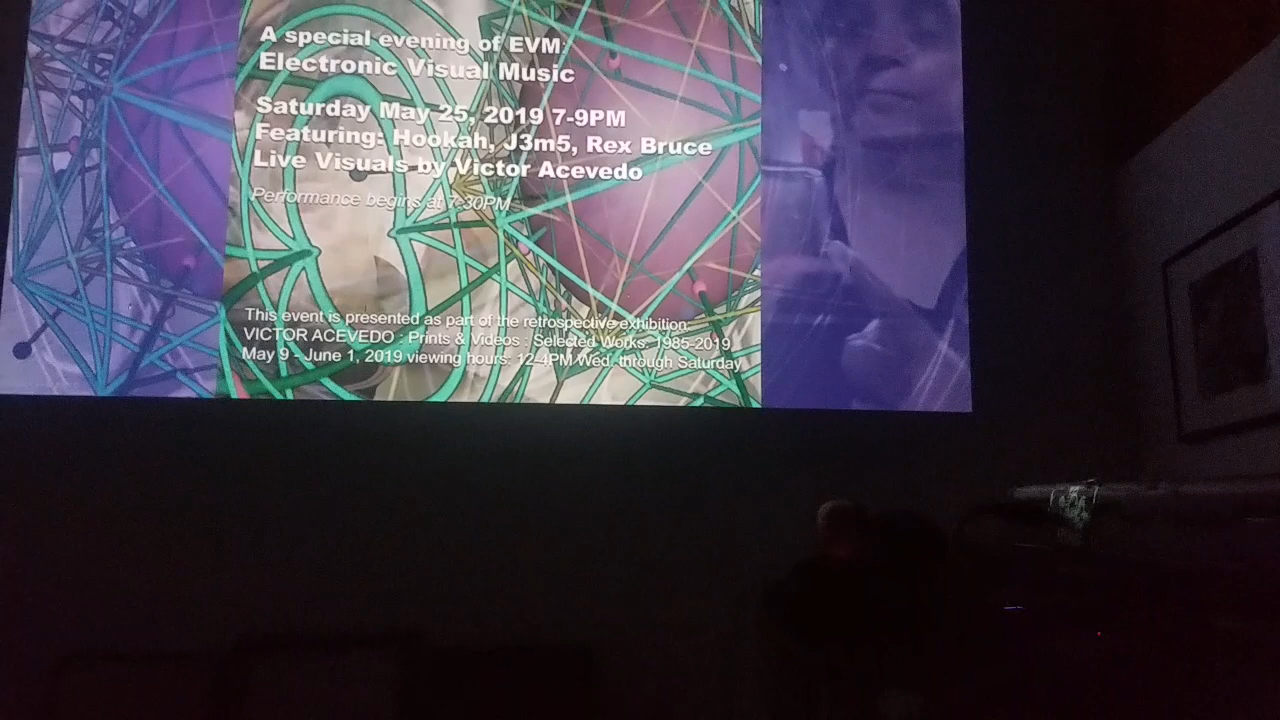 A special evening of EVM:
Electronic Visual Music
Saturday May 25, 2019 7-9PM
Featuring: Hookah, J3m5, Rex Bruce
Live Visuals by Victor Acevedo
Performance begins at 7:30PM
This event is presented as part of the retrospective exhibition:
VICTOR ACEVEDO : Prints & Videos : Selected Works: 1985-2019
May 9 - June 1, 2019 viewing hours: 12-4PM Wed. through Saturday